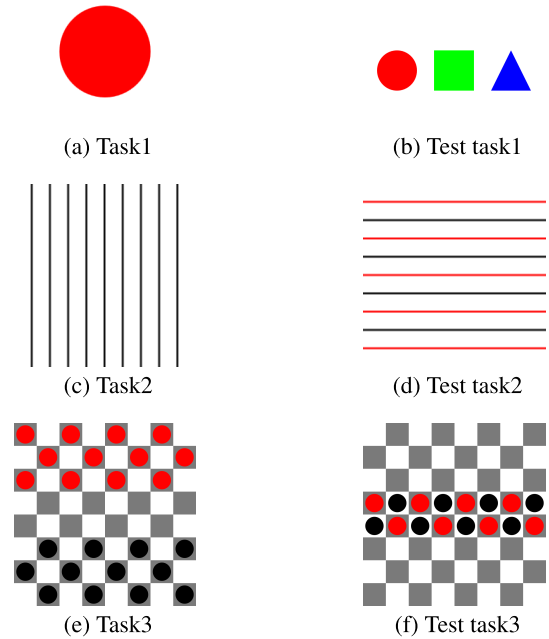 (a) Task1
(b) Test task1
(c) Task2
(d) Test task2
(e) Task3
(f) Test task3